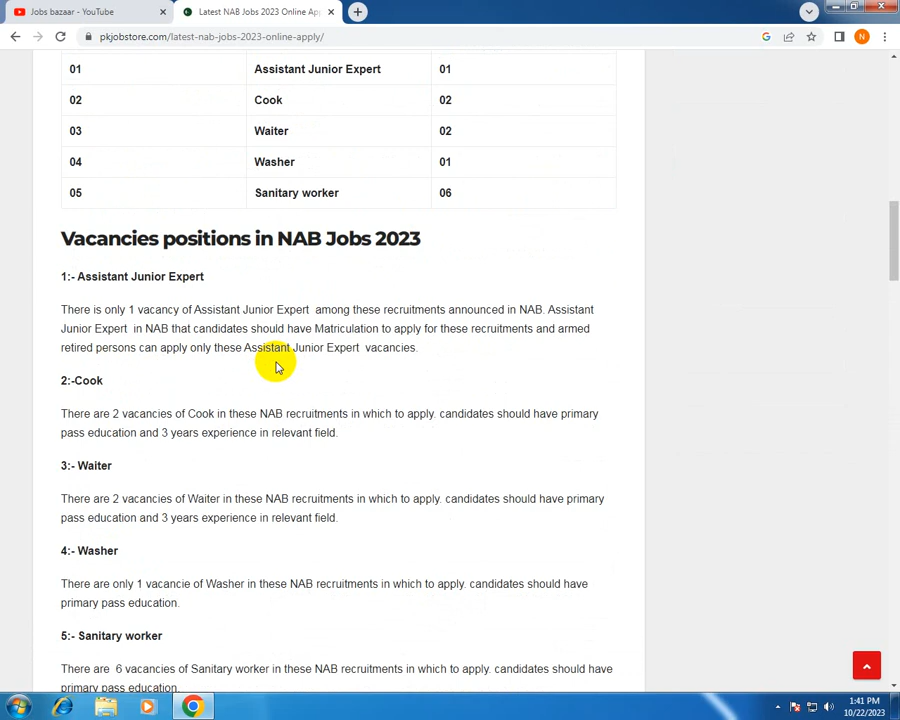 Jobs bazaar - YouTube
Latest NAB Jobs 2023 Online App
pkjobstore.com/latest-nab-jobs-2023-online-apply/
N
01 Assistant Junior Expert 01
02 Cook 02
03 Waiter 02
04 Washer 01
05 Sanitary worker 06
Vacancies positions in NAB Jobs 2023
1:- Assistant Junior Expert
There is only 1 vacancy of Assistant Junior Expert among these recruitments announced in NAB. Assistant
Junior Expert in NAB that candidates should have Matriculation to apply for these recruitments and armed
retired persons can apply only these Assistant Junior Expert vacancies.
2:-Cook
There are 2 vacancies of Cook in these NAB recruitments in which to apply. candidates should have primary
pass education and 3 years experience in relevant field.
3:- Waiter
There are 2 vacancies of Waiter in these NAB recruitments in which to apply. candidates should have primary
pass education and 3 years experience in relevant field.
4:- Washer
There are only 1 vacancie of Washer in these NAB recruitments in which to apply. candidates should have
primary pass education.
5:- Sanitary worker
There are 6 vacancies of Sanitary worker in these NAB recruitments in which to apply. candidates should have
primary pass education.
1:41 PM
10/22/2023